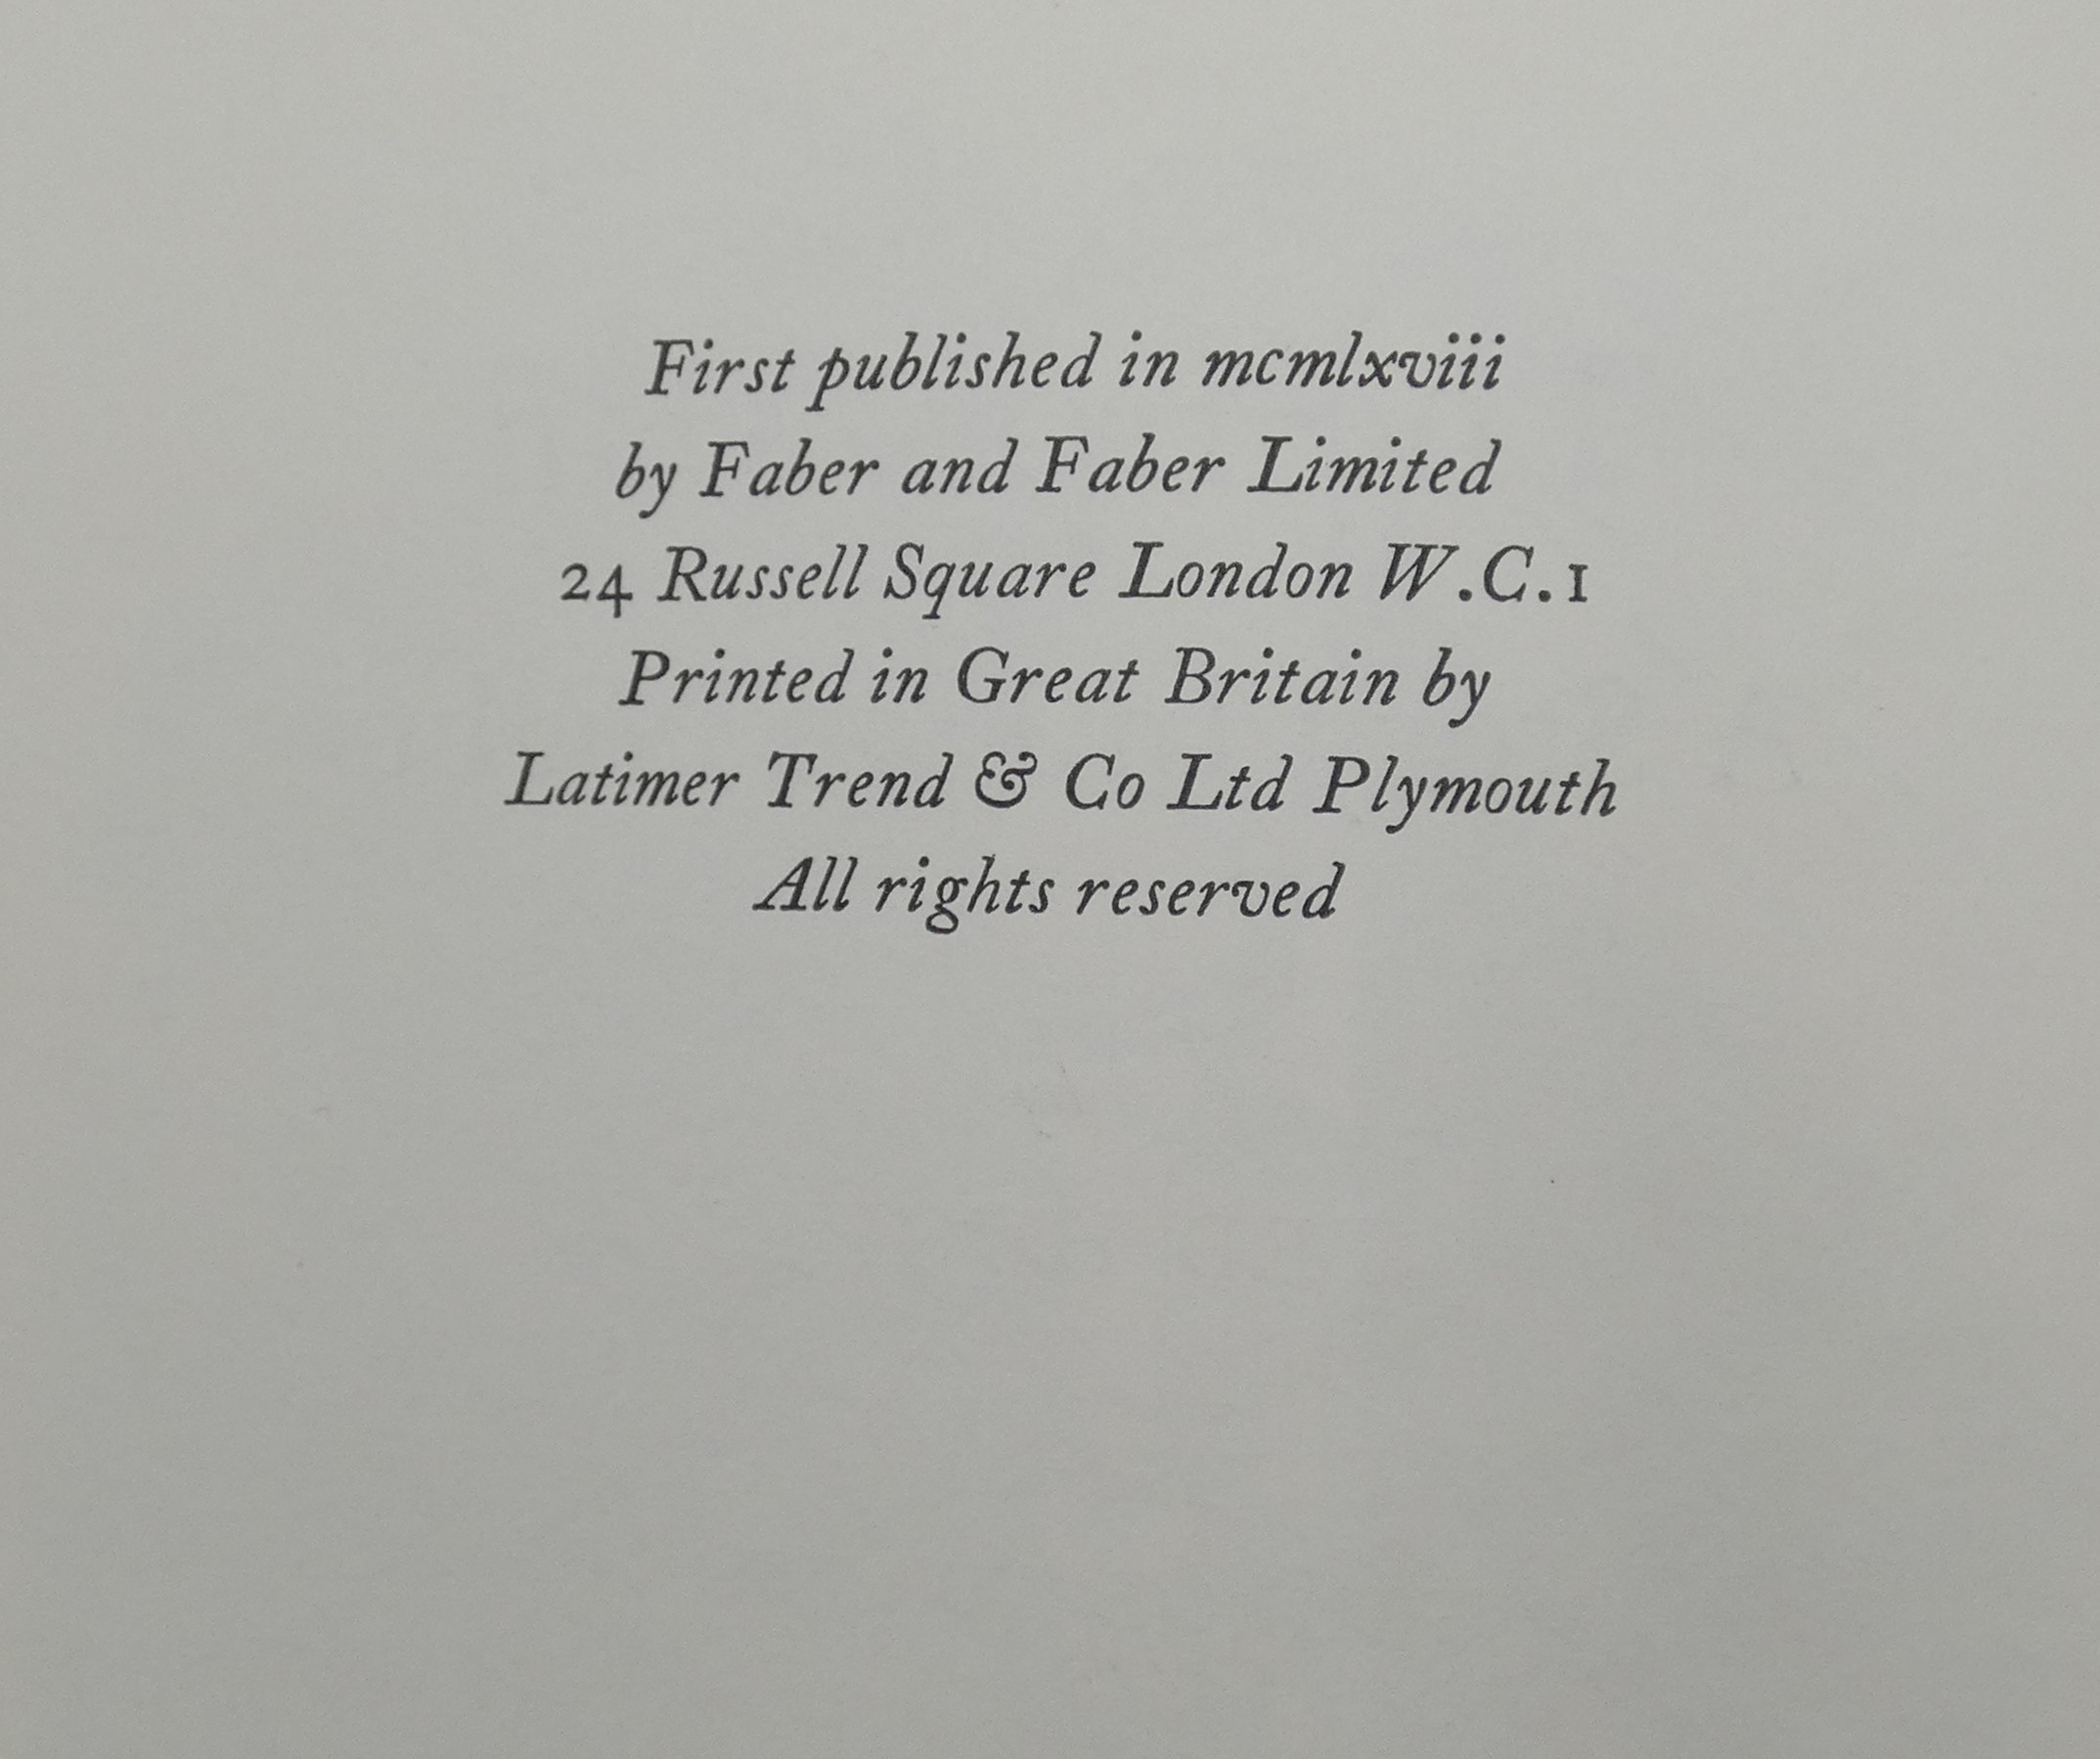 First published in mcmlxviii
by Faber and Faber Limited
24 Russell Square London W.C.1
Printed in Great Britain by
Latimer Trend & Co Ltd Plymouth
All rights reserved